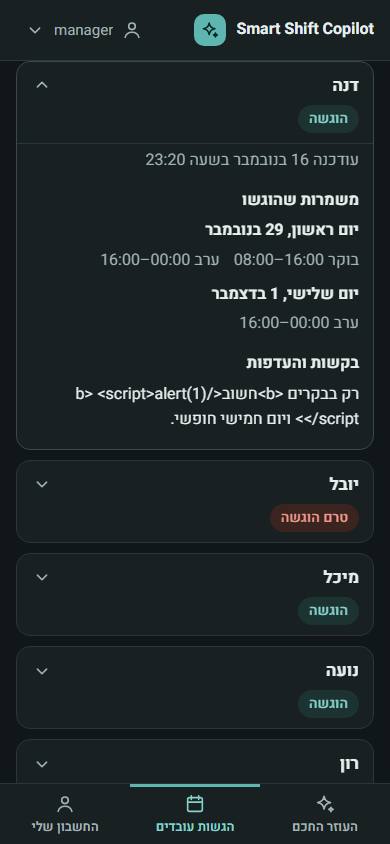 Smart Shift Copilot
manager
דנה
הוגשה
עודכנה 16 בנובמבר בשעה 23:20
משמרות שהוגשו
יום ראשון, 29 בנובמבר
בוקר 08:00–16:00 ערב 16:00–00:00
יום שלישי, 1 בדצמבר
ערב 16:00–00:00
בקשות והעדפות
רק בבקרים <b>חשוב</b> <script>alert(1)</
script> ויום חמישי חופשי.
יובל
טרם הוגשה
מיכל
הוגשה
נועה
הוגשה
רון
העוזר החכם
הגשות עובדים
החשבון שלי